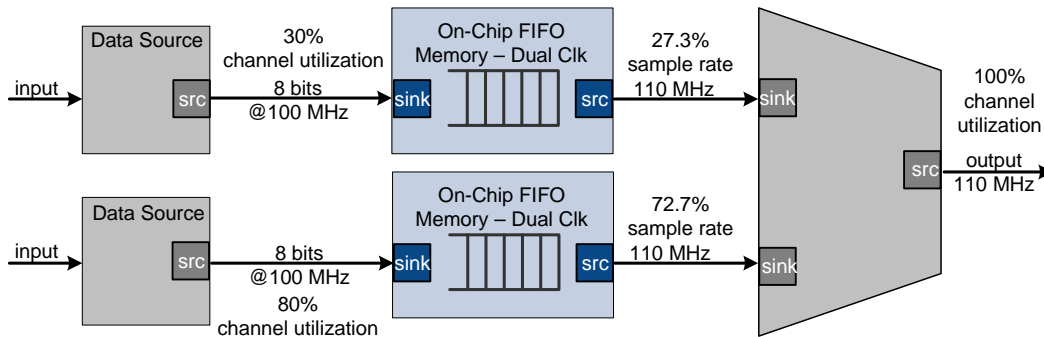 input
Data Source
src
30%
channel utilization
8 bits
@100 MHz
On-Chip FIFO
Memory – Dual Clk
sink
src
27.3%
sample rate
110 MHz
sink
input
Data Source
src
8 bits
@100 MHz
80%
channel utilization
On-Chip FIFO
Memory – Dual Clk
sink
src
72.7%
sample rate
110 MHz
sink
src
100%
channel
utilization
output
110 MHz